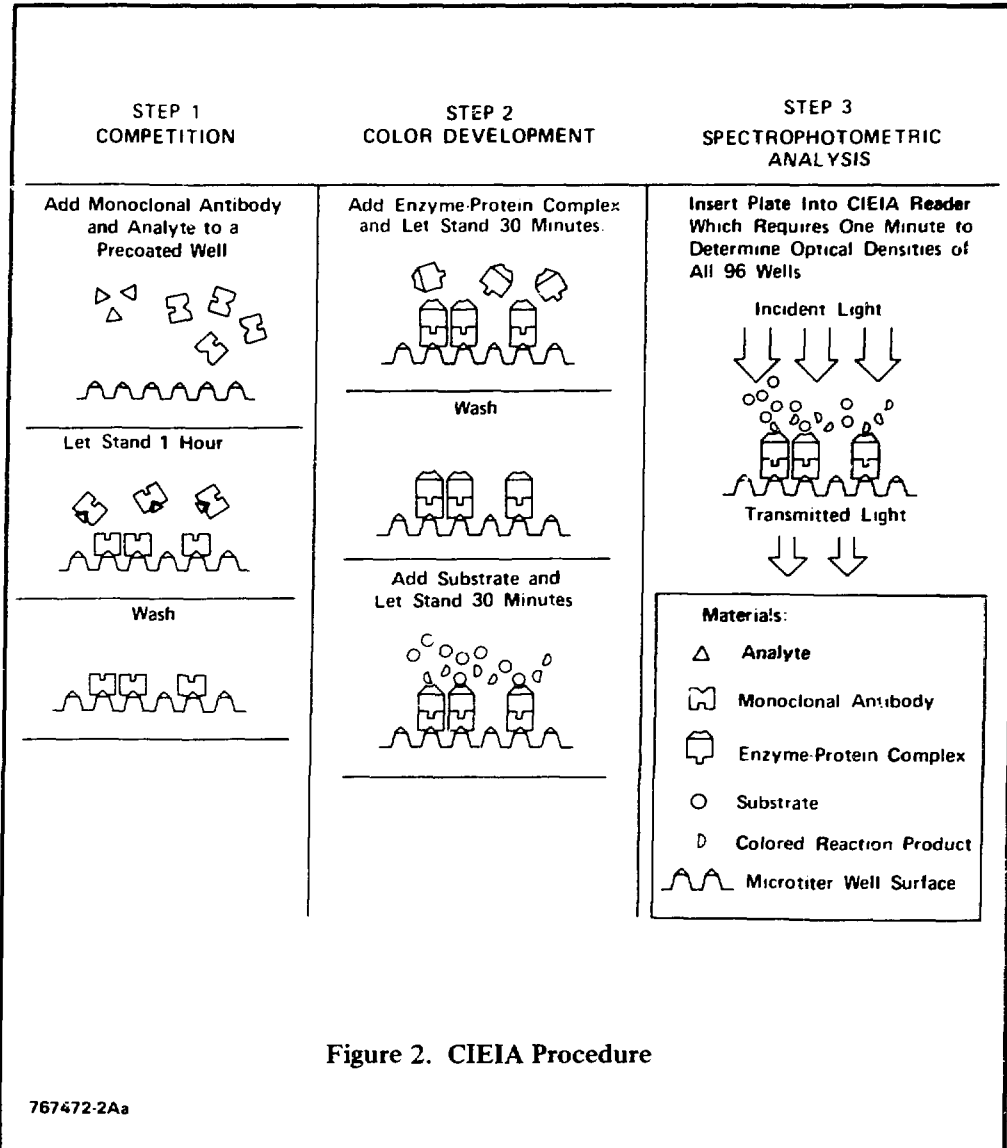 STEP 1
COMPETITION
Add Monoclonal Antibody
and Analyte to a
Precoated Well
Let Stand 1 Hour
Wash
STEP 2
COLOR DEVELOPMENT
Add Enzyme-Protein Complex
and Let Stand 30 Minutes.
Wash
Add Substrate and
Let Stand 30 Minutes
STEP 3
SPECTROPHOTOMETRIC
ANALYSIS
Insert Plate Into CIEIA Reader
Which Requires One Minute to
Determine Optical Densities of
All 96 Wells
Incident Light
Transmitted Light
Materials:
Analyte
Monoclonal Antibody
Enzyme-Protein Complex
Substrate
Colored Reaction Product
Microtiter Well Surface
Figure 2. CIEIA Procedure
767472-2Aa